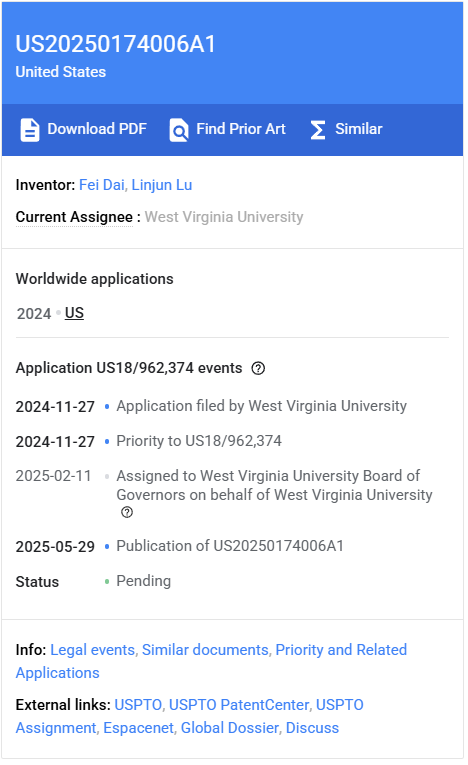 US20250174006A1
United States
Download PDF Find Prior Art Σ Similar
Inventor: Fei Dai, Linjun Lu
Current Assignee : West Virginia University
Worldwide applications
2024 • US
Application US18/962,374 events ?
2024-11-27 • Application filed by West Virginia University
2024-11-27 • Priority to US18/962,374
2025-02-11 • Assigned to West Virginia University Board of
Governors on behalf of West Virginia University
?
2025-05-29 • Publication of US20250174006A1
Status • Pending
Info: Legal events, Similar documents, Priority and Related
Applications
External links: USPTO, USPTO PatentCenter, USPTO
Assignment, Espacenet, Global Dossier, Discuss